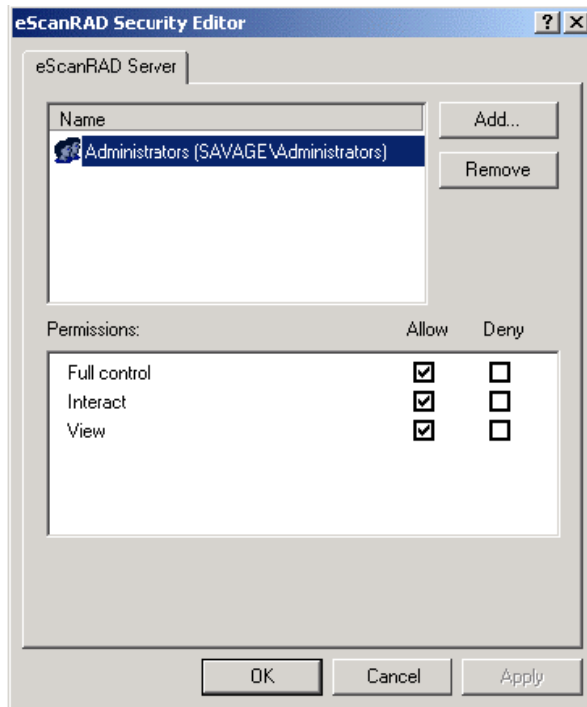 eScanRAD Security Editor
eScanRAD Server
Name
Add...
Administrators (SAVAGE\Administrators)
Remove
Permissions: Allow Deny
Full control
Interact
View
OK Cancel Apply